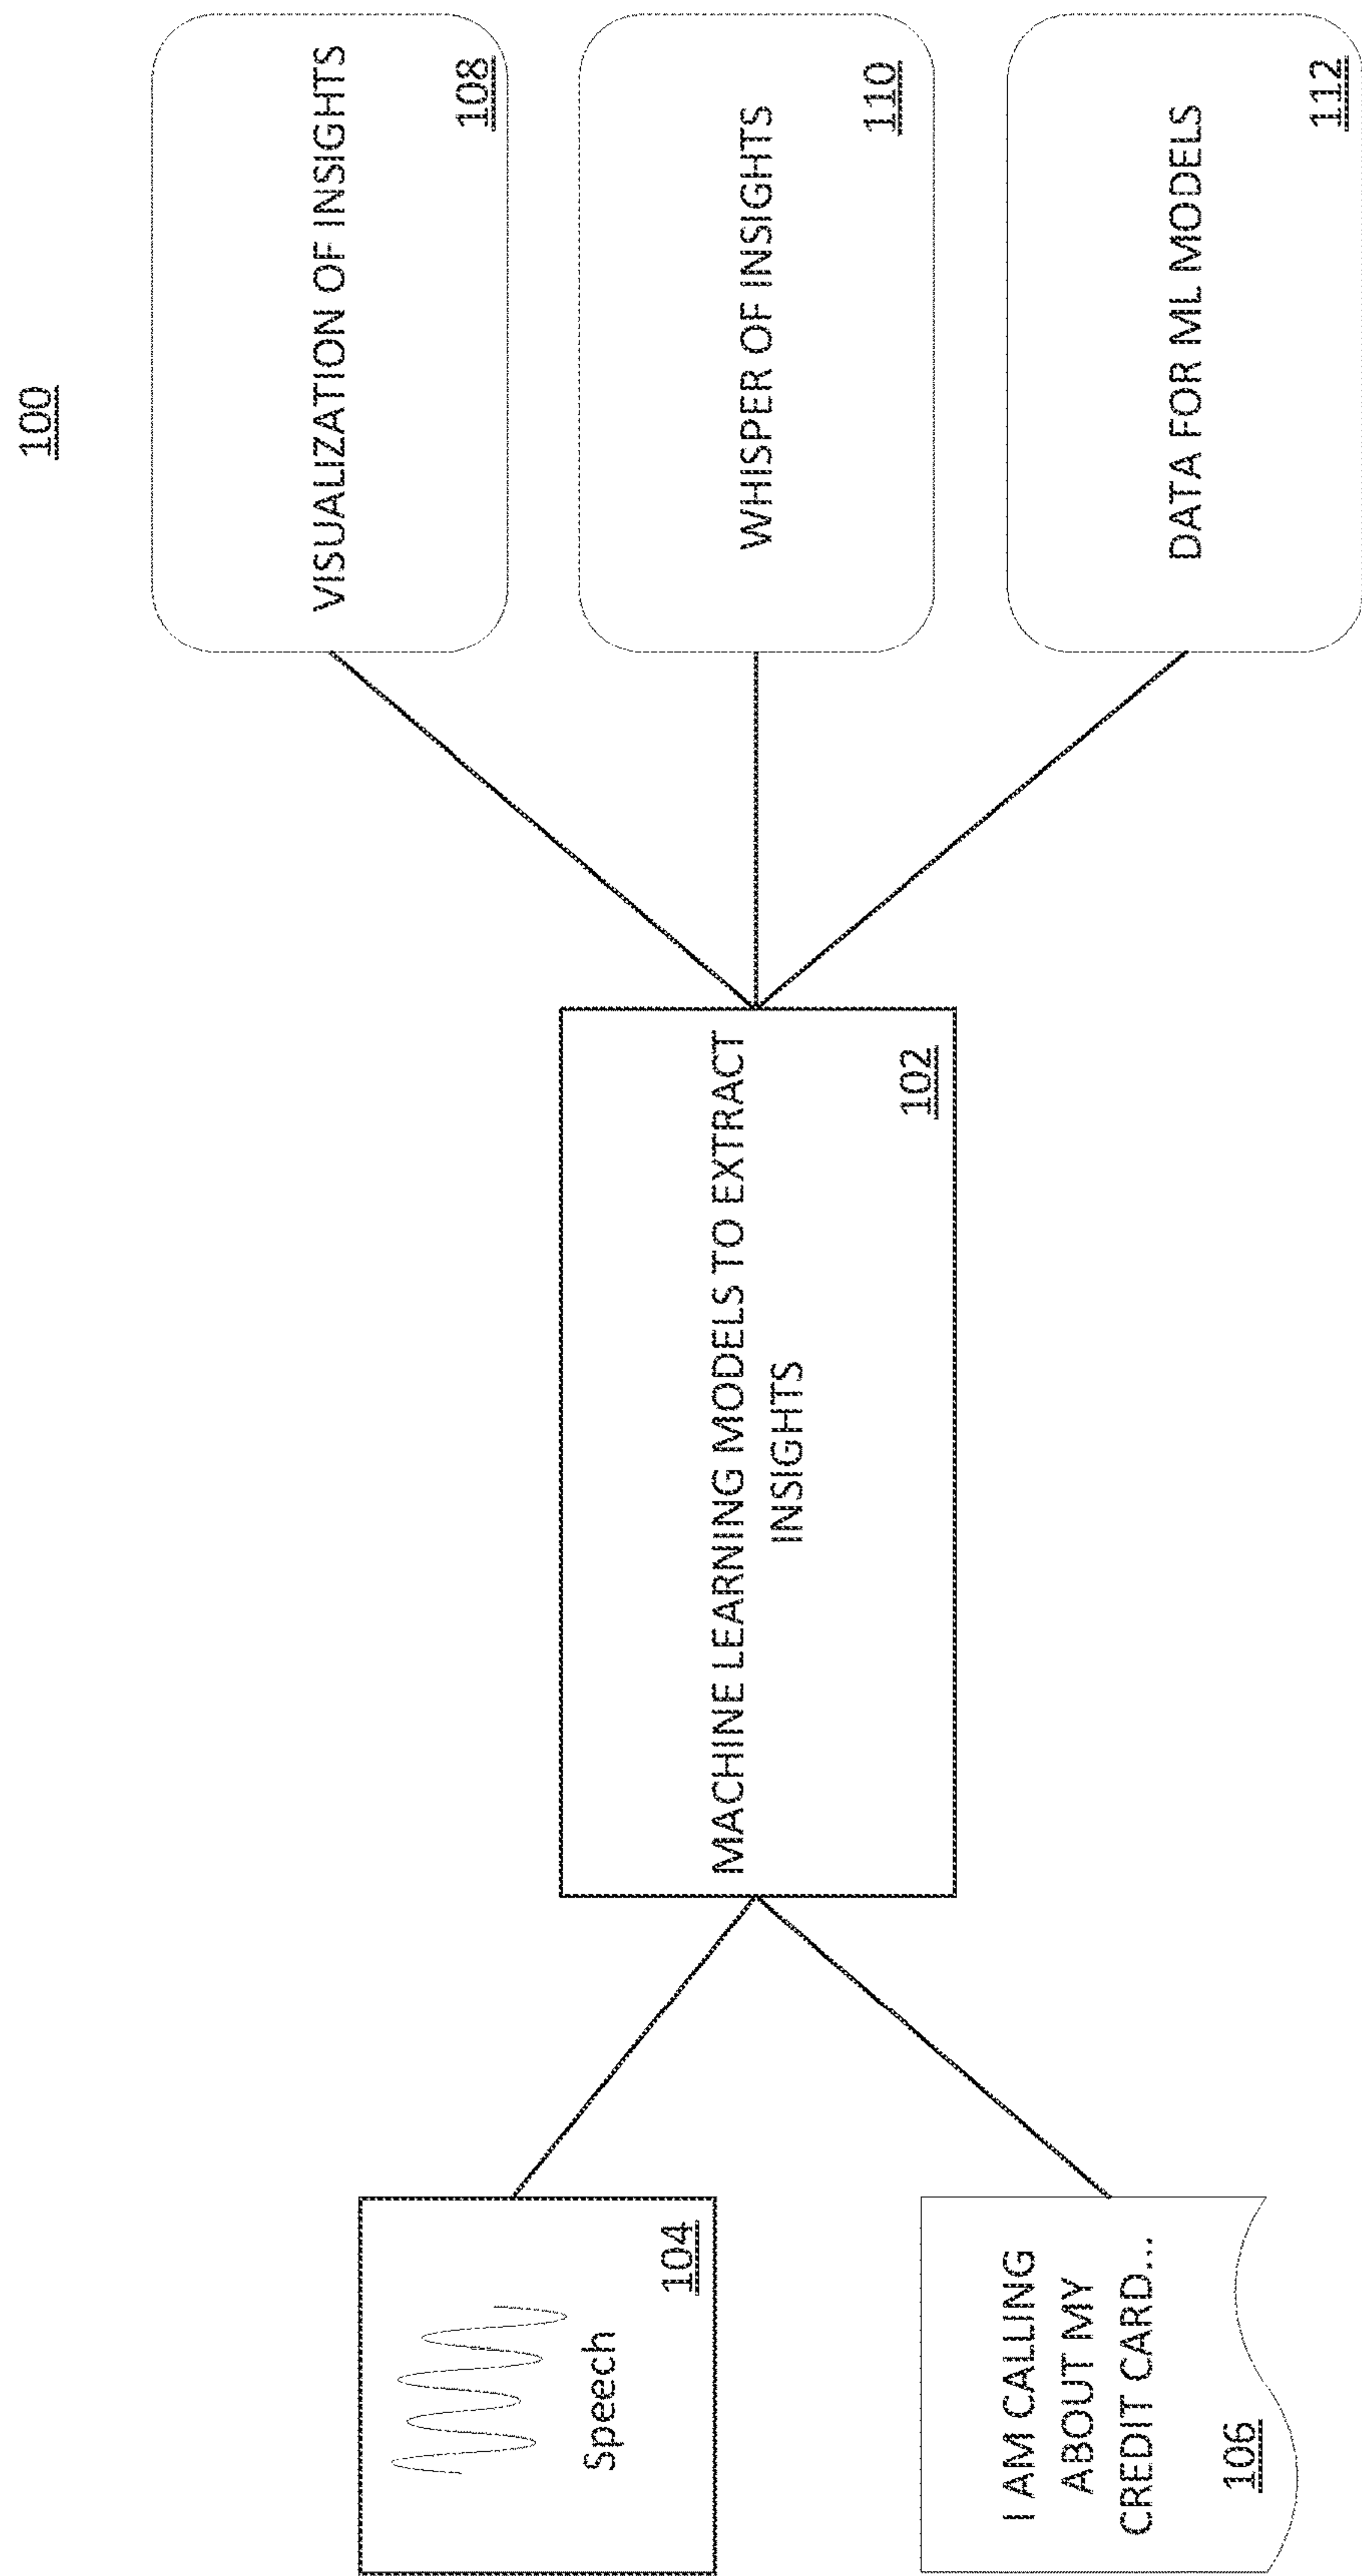 100
Speech
104
I AM CALLING
ABOUT MY
CREDIT CARD...
106
MACHINE LEARNING MODELS TO EXTRACT
INSIGHTS
102
VISUALIZATION OF INSIGHTS
108
WHISPER OF INSIGHTS
110
DATA FOR ML MODELS
112